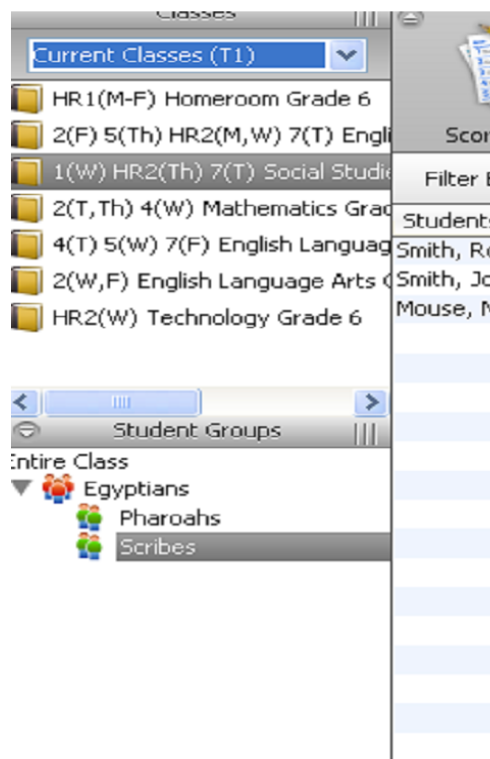 Classes
Current Classes (T1)
HR1(M-F) Homeroom Grade 6
2(F) 5(Th) HR2(M,W) 7(T) Engli
1(W) HR2(Th) 7(T) Social Studie
2(T,Th) 4(W) Mathematics Grad
4(T) 5(W) 7(F) English Languag
2(W,F) English Language Arts
HR2(W) Technology Grade 6
Student Groups
Entire Class
Egyptians
Pharoahs
Scribes
Scor
Filter
Students
Smith, Re
Smith, Jo
Mouse,